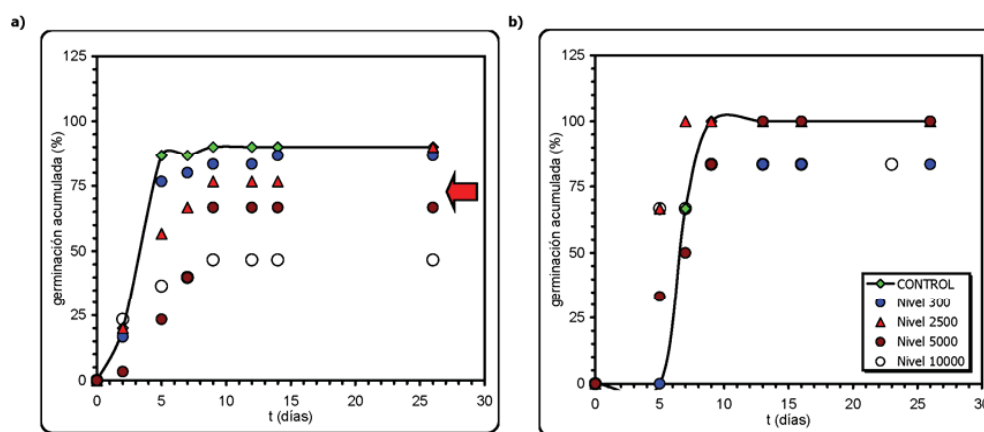 a)
125
100
75
50
25
0
germinación acumulada (%)
0 5 10 15 20 25 30
t (días)
b)
125
100
75
50
25
0
germinación acumulada (%)
0 5 10 15 20 25 30
t (días)
CONTROL
Nivel 300
Nivel 2500
Nivel 5000
Nivel 10000